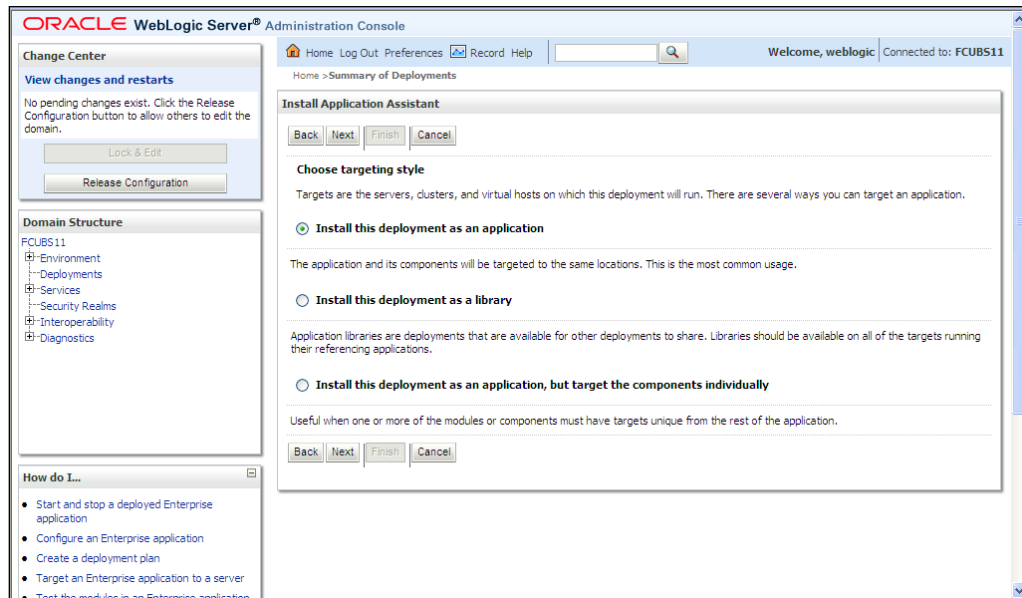 ORACLE WebLogic Server® Administration Console
Change Center
View changes and restarts
No pending changes exist. Click the Release
Configuration button to allow others to edit the
domain.
Lock & Edit
Release Configuration
Domain Structure
FCUBS11
Environment
Deployments
Services
Security Realms
Interoperability
Diagnostics
How do I...
Start and stop a deployed Enterprise
application
Configure an Enterprise application
Create a deployment plan
Target an Enterprise application to a server
Test the modules in an Enterprise application
Home Log Out Preferences Record Help
Welcome, weblogic Connected to: FCUBS11
Home >Summary of Deployments
Install Application Assistant
Back Next Finish Cancel
Choose targeting style
Targets are the servers, clusters, and virtual hosts on which this deployment will run. There are several ways you can target an application.
Install this deployment as an application
The application and its components will be targeted to the same locations. This is the most common usage.
Install this deployment as a library
Application libraries are deployments that are available for other deployments to share. Libraries should be available on all of the targets running
their referencing applications.
Install this deployment as an application, but target the components individually
Useful when one or more of the modules or components must have targets unique from the rest of the application.
Back Next Finish Cancel